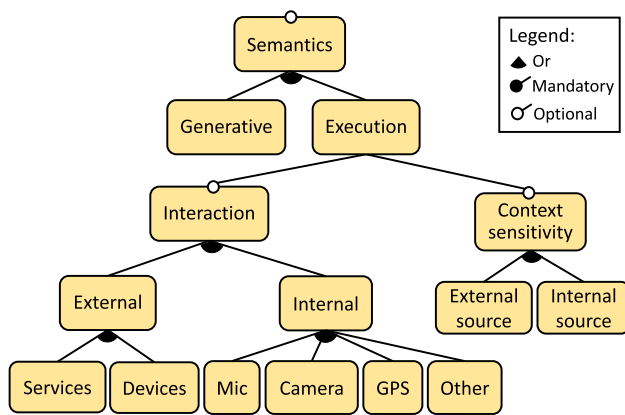 Semantics
Legend:
Or
Mandatory
Optional
Generative
Execution
Interaction
Context
sensitivity
External
Internal
External
source
Internal
source
Services
Devices
Mic
Camera
GPS
Other